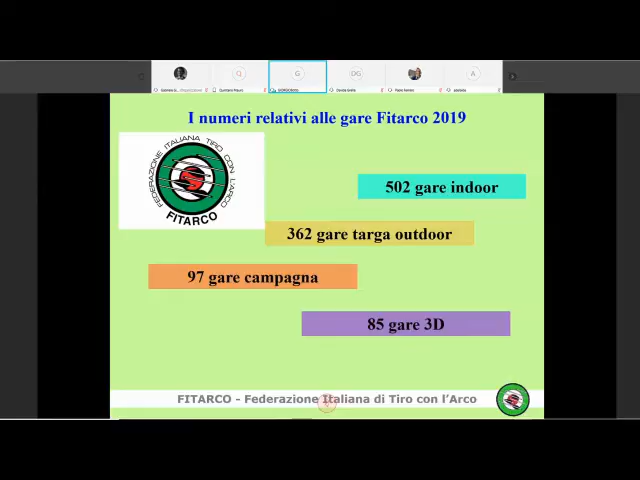 Q
G
DG
A
I numeri relativi alle gare Fitarco 2019
FEDERAZIONE ITALIANA TIRO CON L'ARCO
FITARCO
502 gare indoor
362 gare targa outdoor
97 gare campagna
85 gare 3D
FITARCO - Federazione Italiana di Tiro con l'Arco